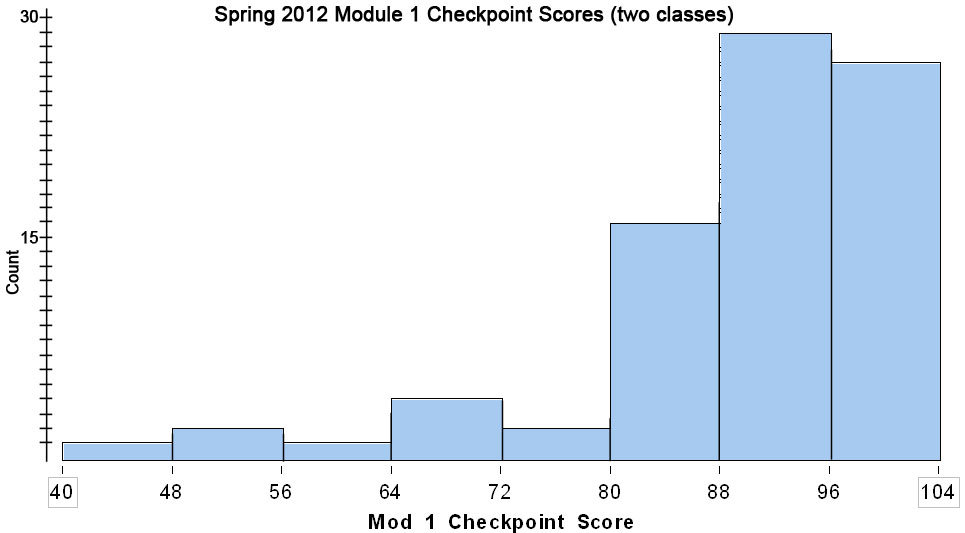 Spring 2012 Module 1 Checkpoint Scores (two classes)
30
15
Count
40 48 56 64 72 80 88 96 104
Mod 1 Checkpoint Score